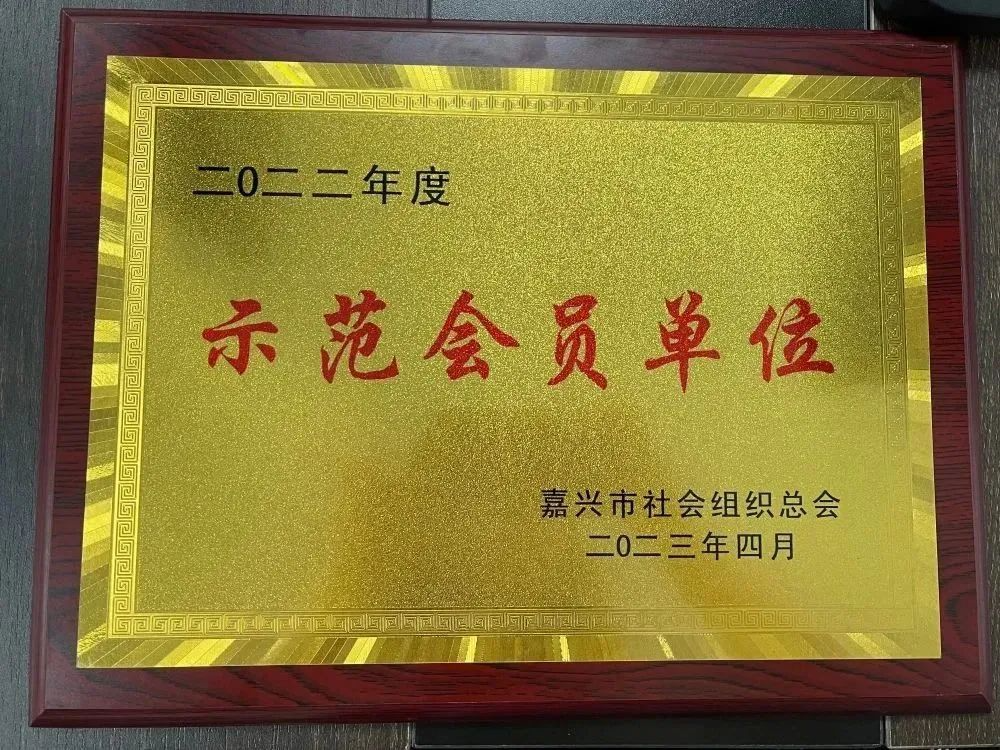 二0二二年度
示范会员单位
嘉兴市社会组织总会
二0二三年四月